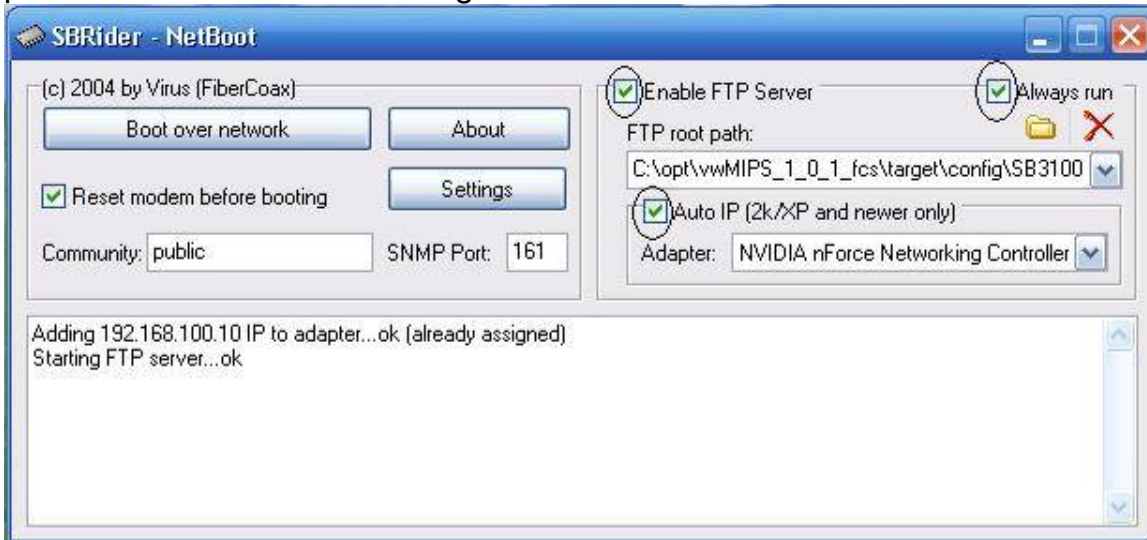 SBRider - NetBoot
(c) 2004 by Virus (FiberCoax)
Boot over network
About
Reset modem before booting
Settings
Community: public
SNMP Port: 161
Enable FTP Server
Always run
FTP root path:
C:\opt\vwMIPS_1_0_1_fcs\target\config\SB3100
Auto IP (2k/XP and newer only)
Adapter: NVIDIA nForce Networking Controller
Adding 192.168.100.10 IP to adapter...ok (already assigned)
Starting FTP server...ok